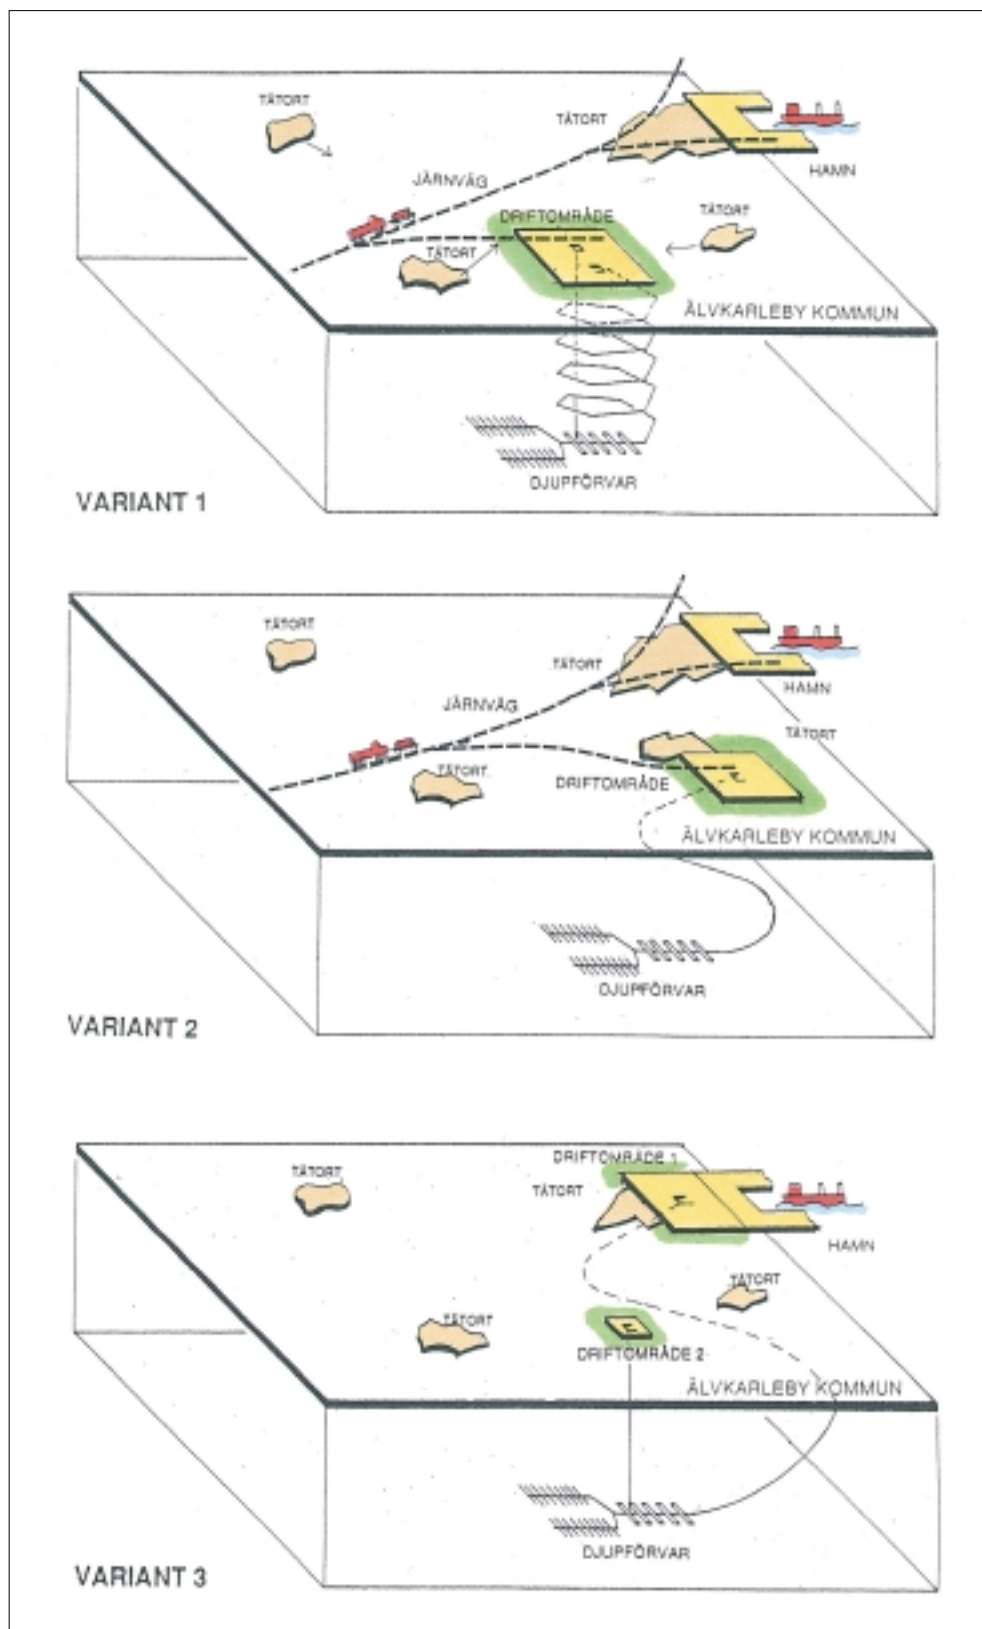 TÄTORT
TÄTORT
HAMN
JÄRNVÄG
DRIFTOMRÅDE
TÄTORT
TÄTORT
ÄLVKARLEBY KOMMUN
DJUPFÖRVAR
VARIANT 1
TÄTORT
TÄTORT
HAMN
JÄRNVÄG
TÄTORT
TÄTORT
DRIFTOMRÅDE
ÄLVKARLEBY KOMMUN
DJUPFÖRVAR
VARIANT 2
DRIFTOMRÅDE 1
TÄTORT
TÄTORT
HAMN
TÄTORT
TÄTORT
DRIFTOMRÅDE 2
ÄLVKARLEBY KOMMUN
DJUPFÖRVAR
VARIANT 3